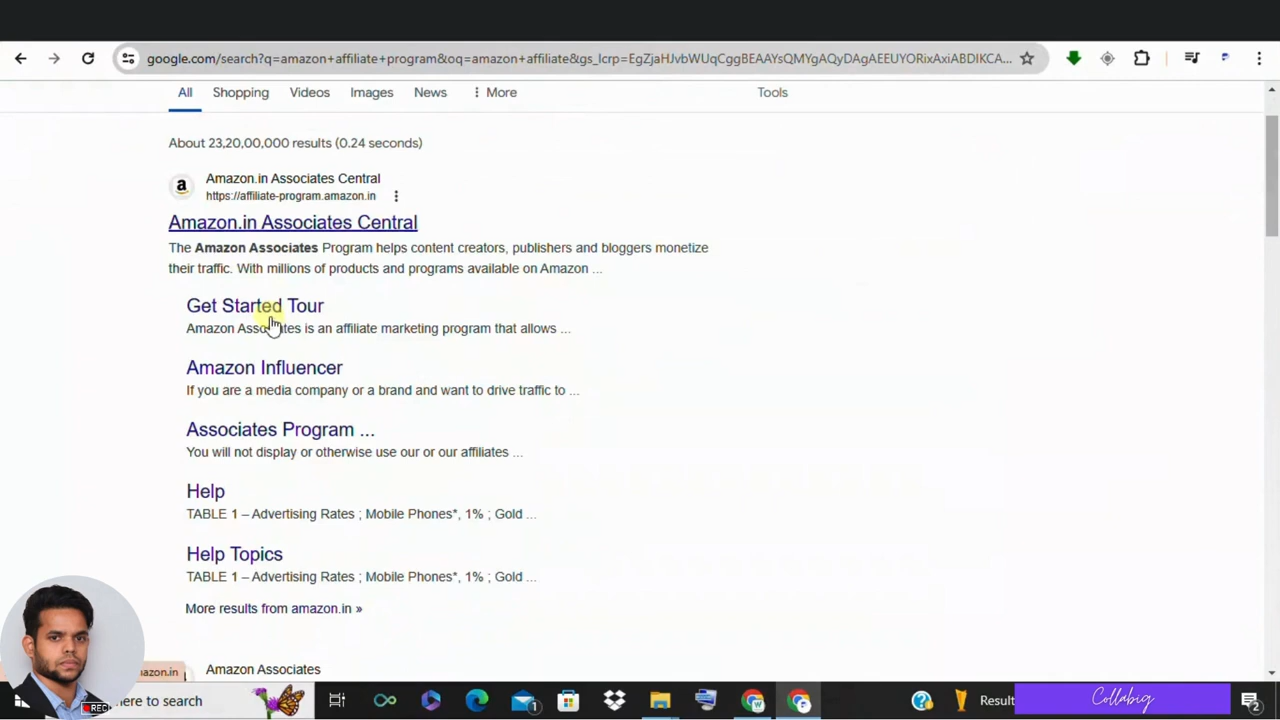 google.com/search?q=amazon+affiliate+program&oq=amazon+affiliate&gs_lcrp=EgZjaHJvbWUqCggBEAAYsQMYgAQyDAgAEEUYORixAxiABDIKCA...
All Shopping Videos Images News More Tools
About 23,20,00,000 results (0.24 seconds)
Amazon.in Associates Central
https://affiliate-program.amazon.in
Amazon.in Associates Central
The Amazon Associates Program helps content creators, publishers and bloggers monetize
their traffic. With millions of products and programs available on Amazon ...
Get Started Tour
Amazon Associates is an affiliate marketing program that allows ...
Amazon Influencer
If you are a media company or a brand and want to drive traffic to ...
Associates Program ...
You will not display or otherwise use our or our affiliates ...
Help
TABLE 1 – Advertising Rates ; Mobile Phones*, 1% ; Gold ...
Help Topics
TABLE 1 – Advertising Rates ; Mobile Phones*, 1% ; Gold ...
More results from amazon.in »
Amazon Associates
azon.in
REC
here to search
1
Result
Collabig
2